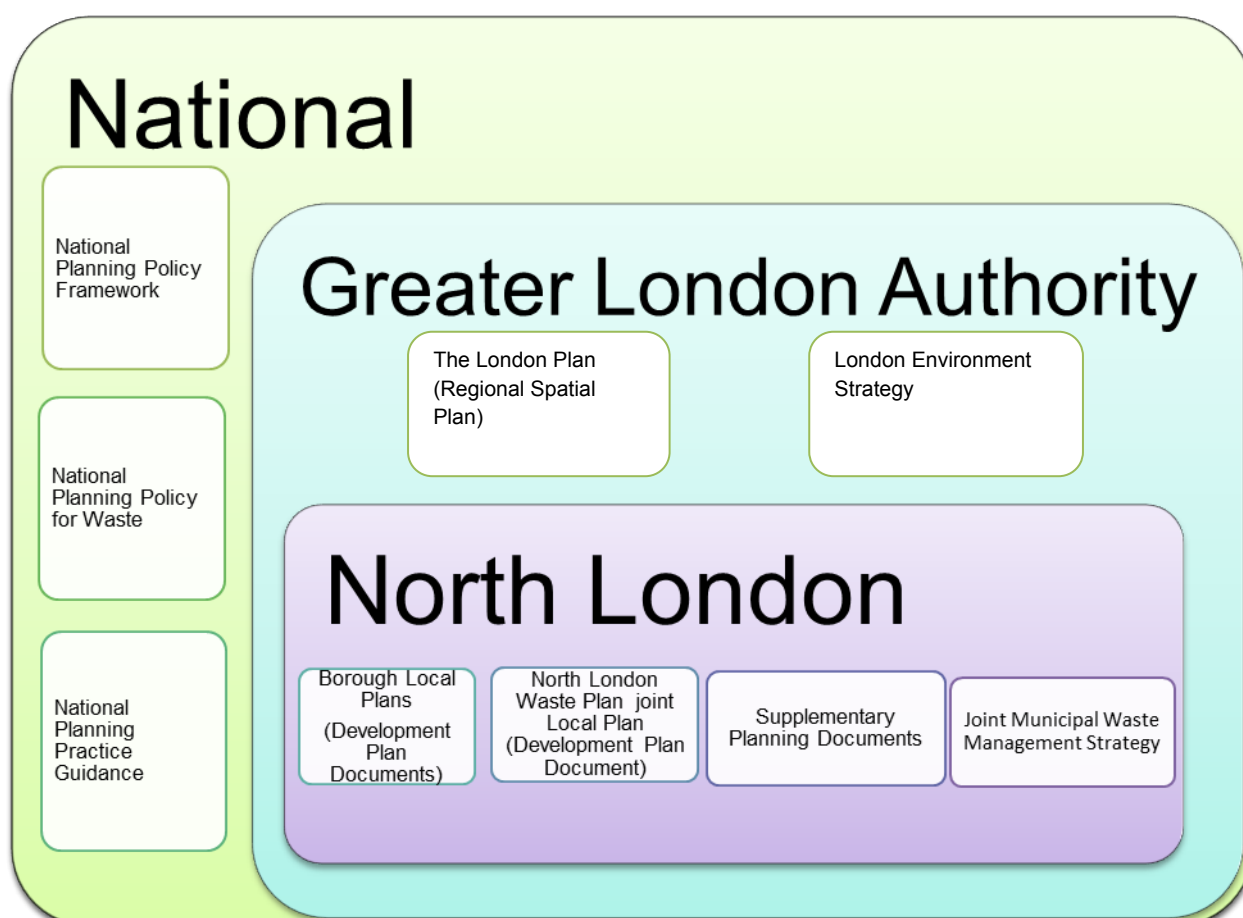 National
National
Planning Policy
Framework
National
Planning Policy
for Waste
National
Planning
Practice
Guidance
Greater London Authority
The London Plan
(Regional Spatial
Plan)
London Environment
Strategy
North London
Borough Local
Plans
(Development
Plan
Documents)
North London
Waste Plan joint
Local Plan
(Development Plan
Document)
Supplementary
Planning Documents
Joint Municipal Waste
Management Strategy